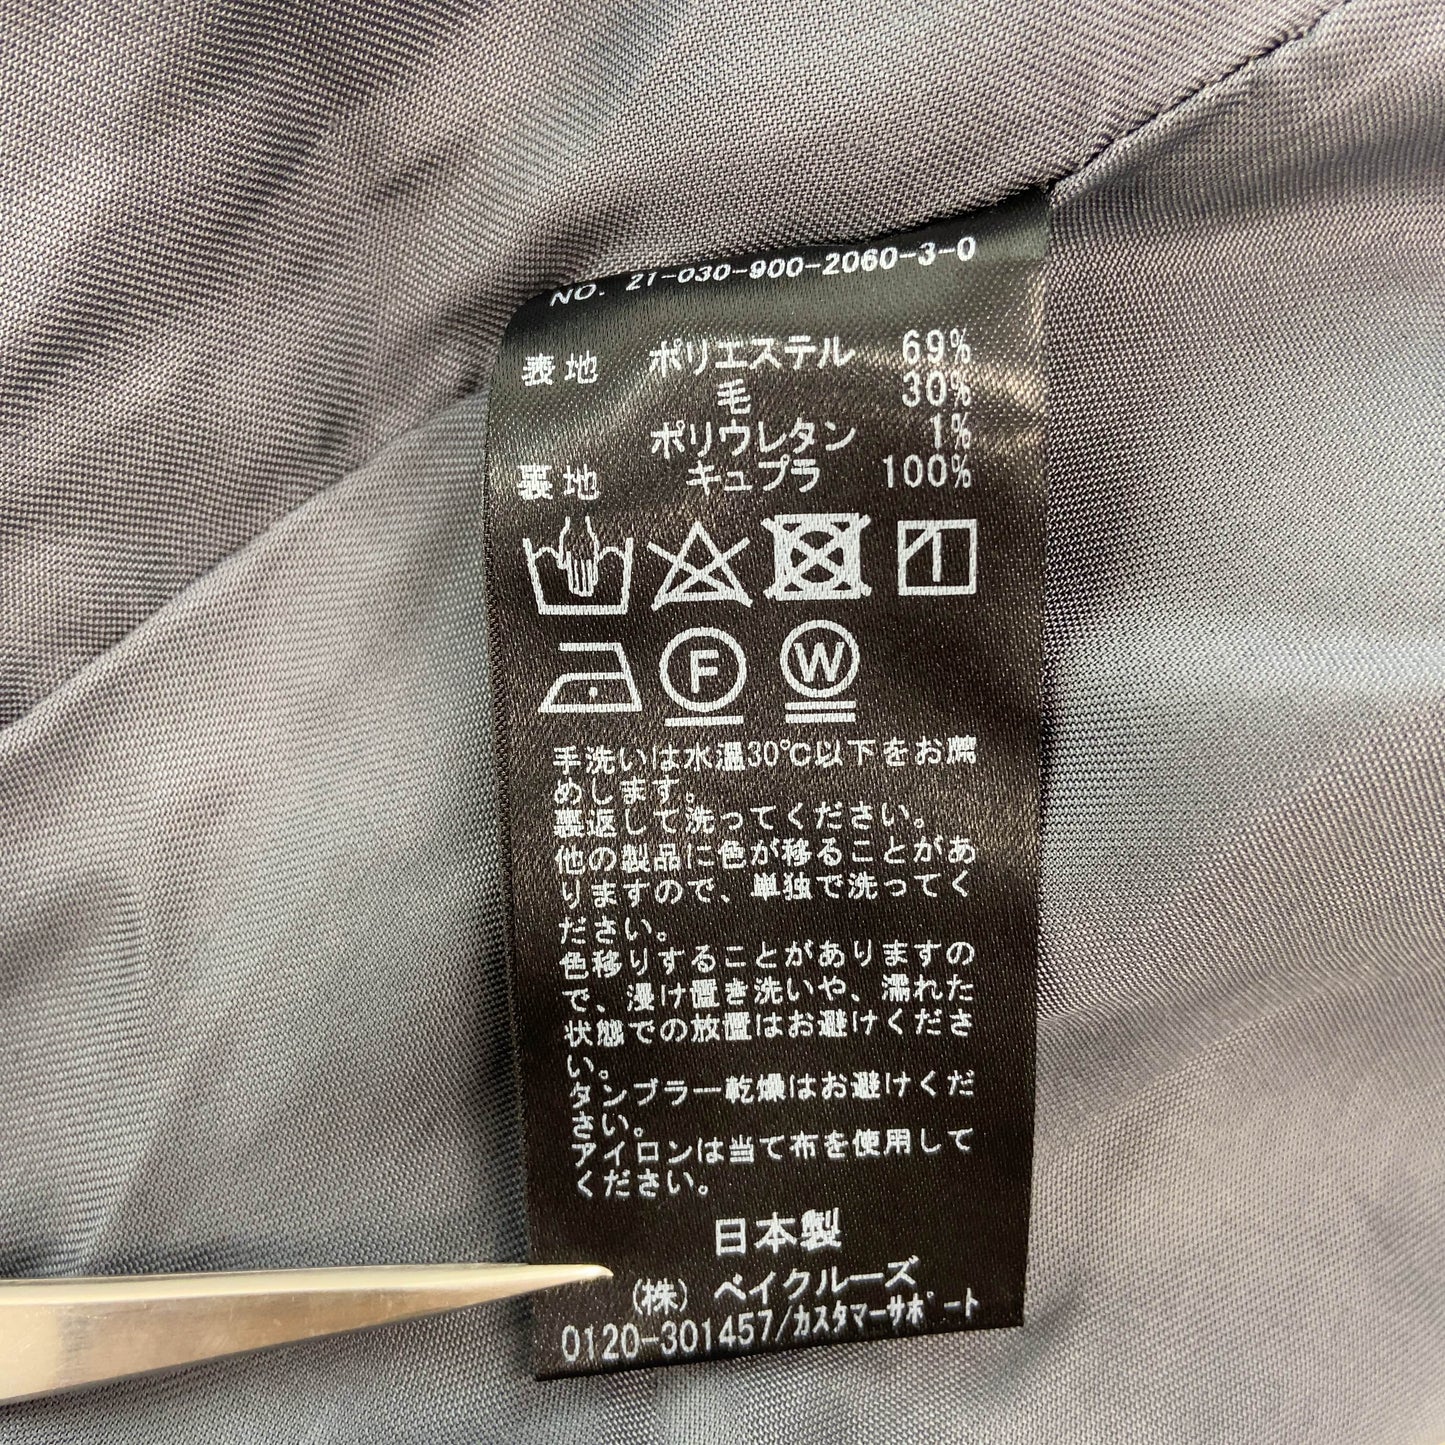 NO. 21-030-900-2060-3-0
表地 ポリエステル 69%
毛 30%
ポリウレタン 1%
裏地 キュプラ 100%
F W
手洗いは水温30℃以下をお薦
めします。
裏返して洗ってください。
他の製品に色が移ることがあ
りますので、単独で洗ってく
ださい。
色移りすることがありますの
で、浸け置き洗いや、濡れた
状態での放置はお避けくださ
い。
タンブラー乾燥はお避けくだ
さい。
アイロンは当て布を使用して
ください。
日本製
(株) ベイクルーズ
0120-301457/カスタマーサポート